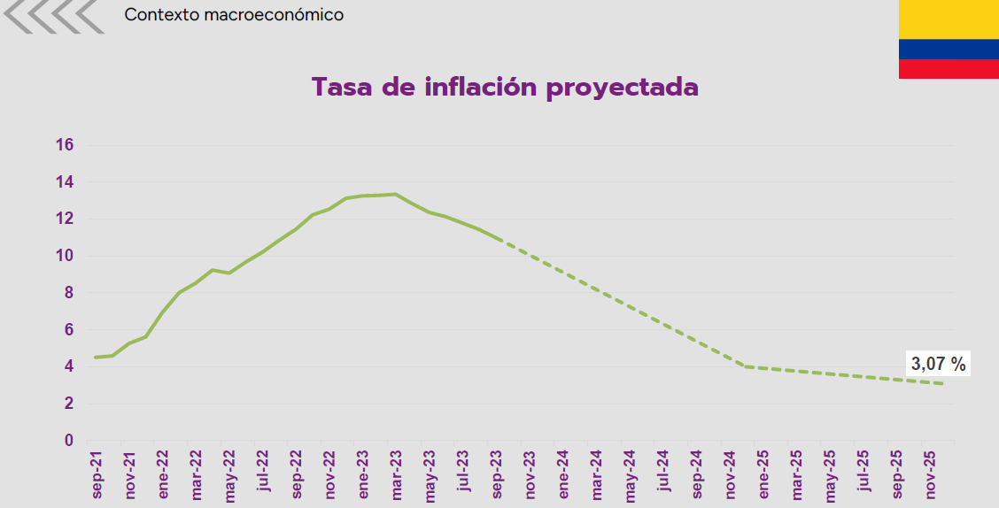 Contexto macroeconómico
Tasa de inflación proyectada
16
14
12
10
8
6
4
2
0
3,07 %
sep-21
nov-21
ene-22
mar-22
may-22
jul-22
sep-22
nov-22
ene-23
mar-23
may-23
jul-23
sep-23
nov-23
ene-24
mar-24
may-24
jul-24
sep-24
nov-24
ene-25
mar-25
may-25
jul-25
sep-25
nov-25